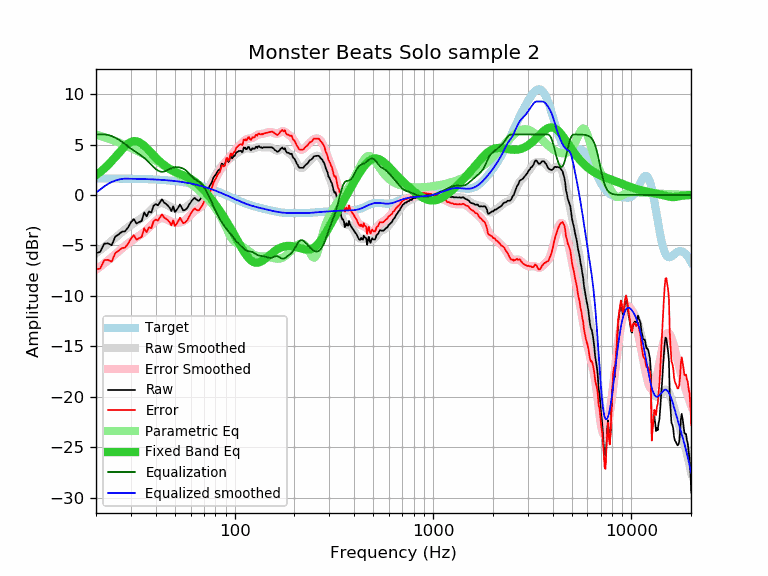 Monster Beats Solo sample 2
Amplitude (dBr)
10
5
0
−5
−10
−15
−20
−25
−30
Target
Raw Smoothed
Error Smoothed
Raw
Error
Parametric Eq
Fixed Band Eq
Equalization
Equalized smoothed
100
1000
10000
Frequency (Hz)